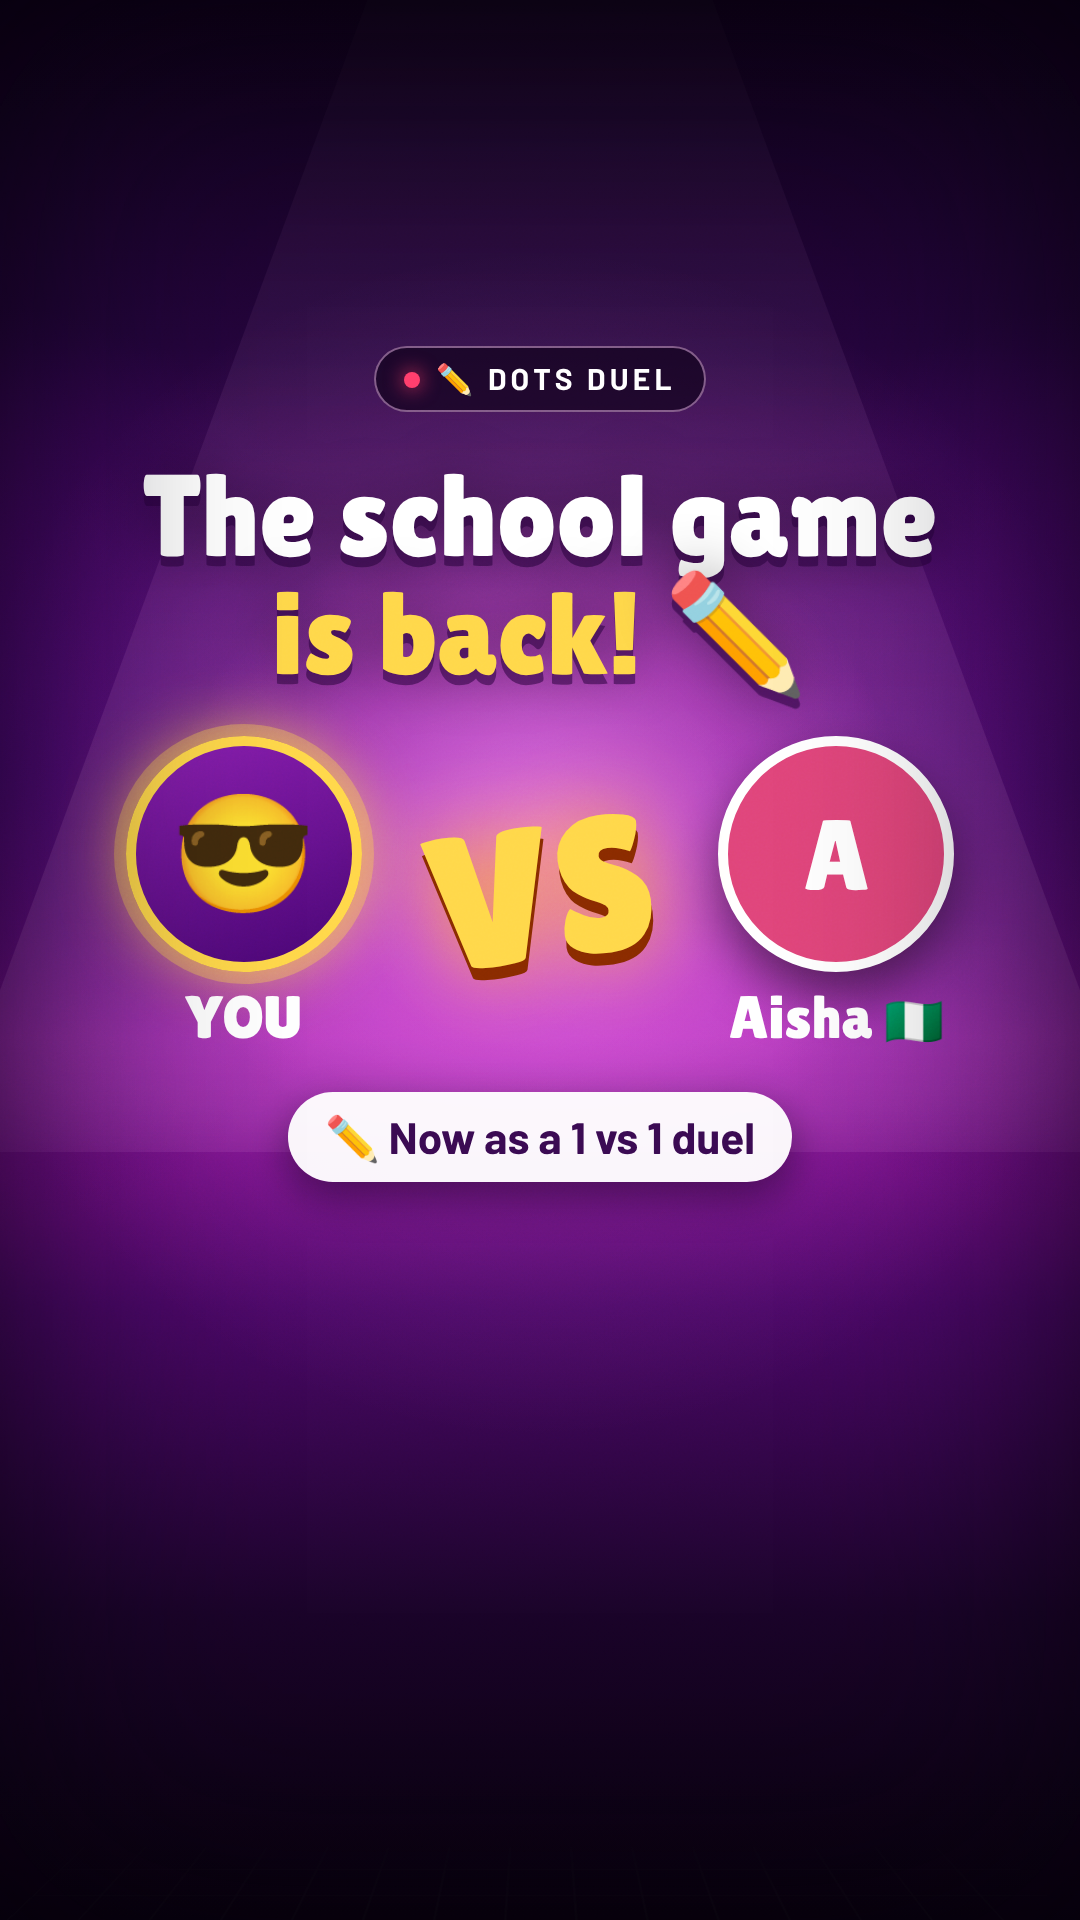 ✏️ DOTS DUEL
The school game
is back! ✏️
VS
A
YOU
Aisha 🇳🇬
✏️ Now as a 1 vs 1 duel